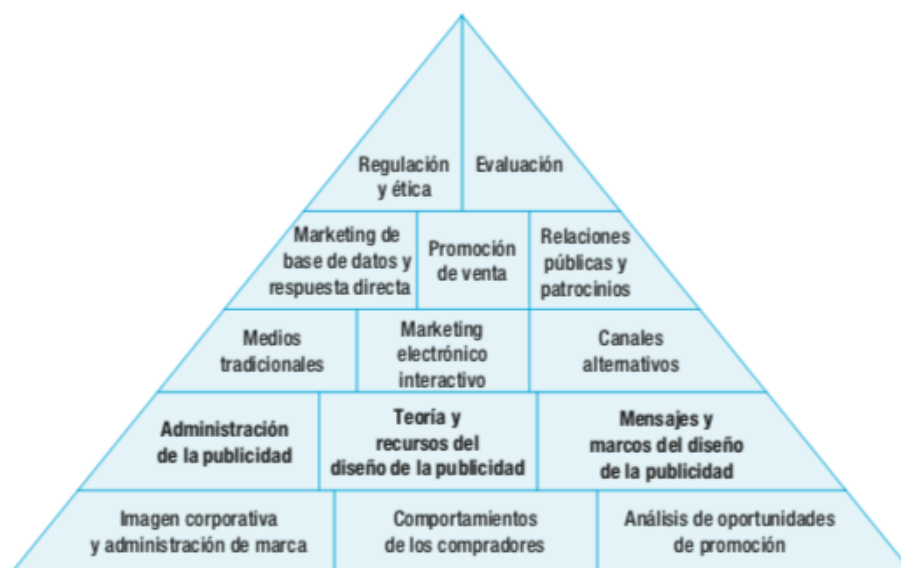 Regulación
y ética
Evaluación
Marketing de
base de datos y
respuesta directa
Promoción
de venta
Relaciones
públicas y
patrocinios
Medios
tradicionales
Marketing
electrónico
interactivo
Canales
alternativos
Administración
de la publicidad
Teoría y
recursos del
diseño de la publicidad
Mensajes y
marcos del diseño
de la publicidad
Imagen corporativa
y administración de marca
Comportamientos
de los compradores
Análisis de oportunidades
de promoción